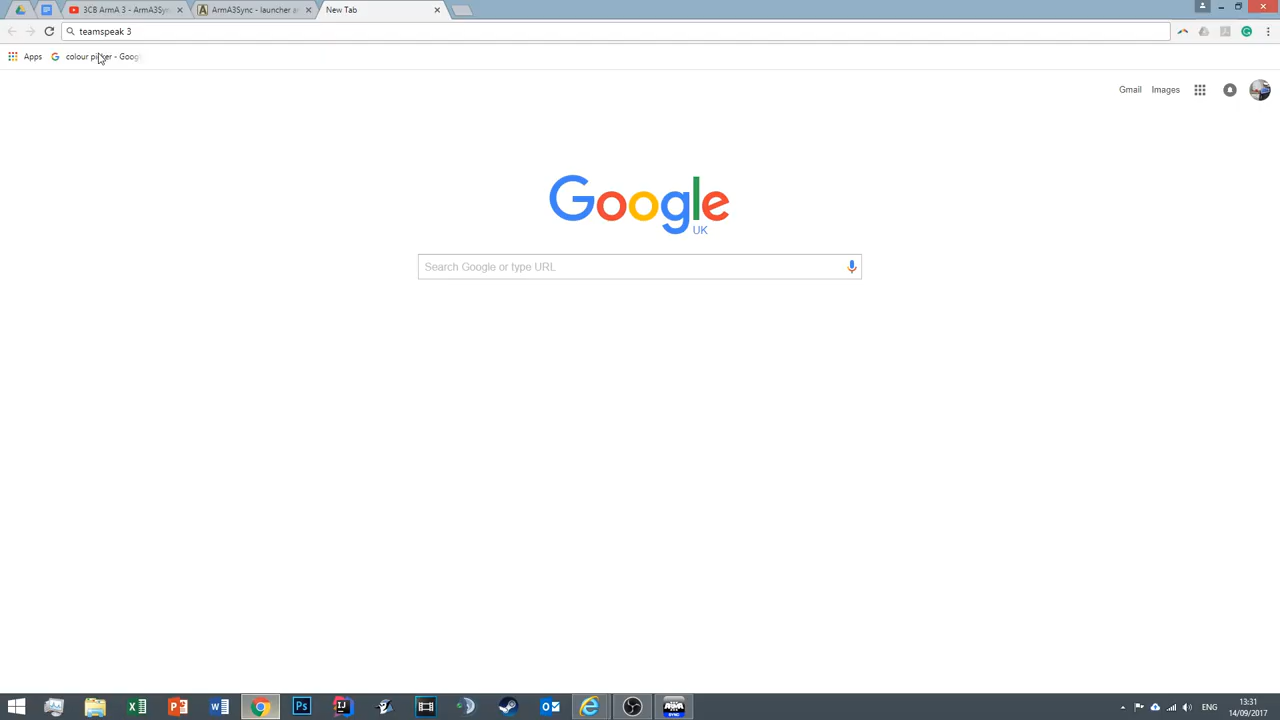 3CB ArmA 3 - ArmA3Syn
ArmA3Sync - launcher a
New Tab
teamspeak 3
Apps
colour picker - Goog
Gmail
Images
Google
UK
Search Google or type URL
ENG
13:31
14/09/2017